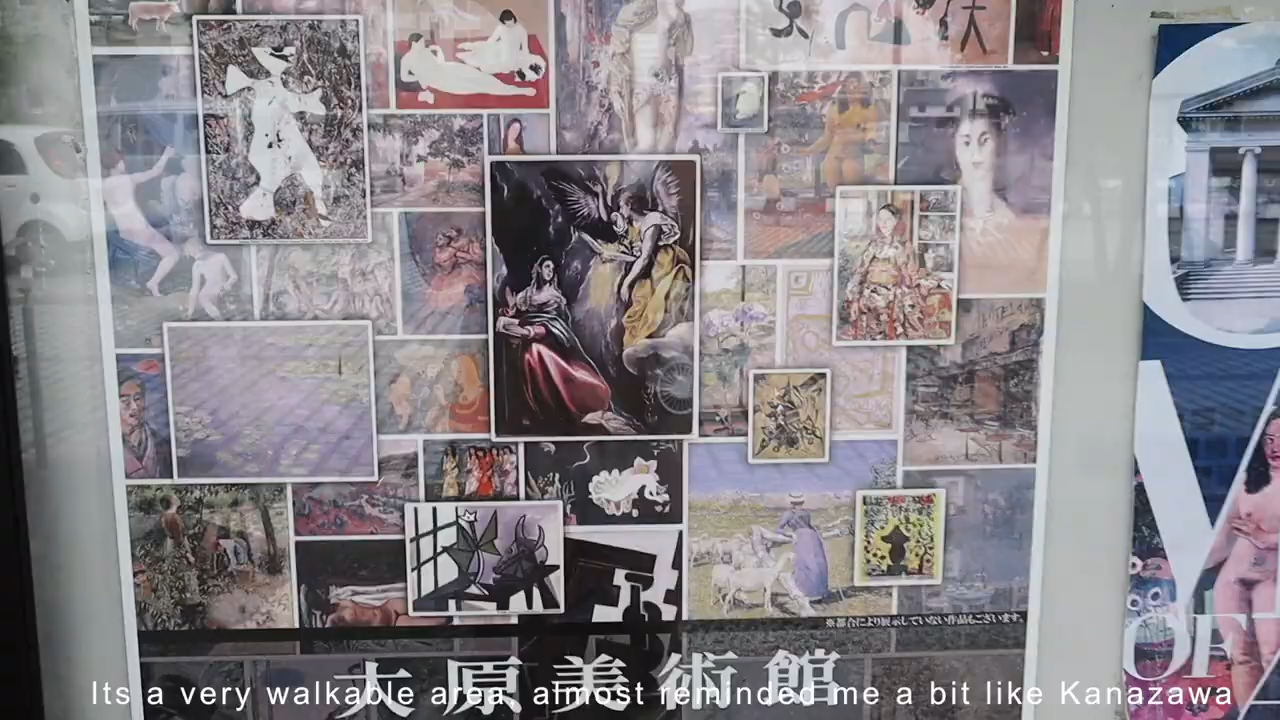 ※都合により展示していない作品もございます。
大原美術館
Its a very walkable area, almost reminded me a bit like Kanazawa
OF